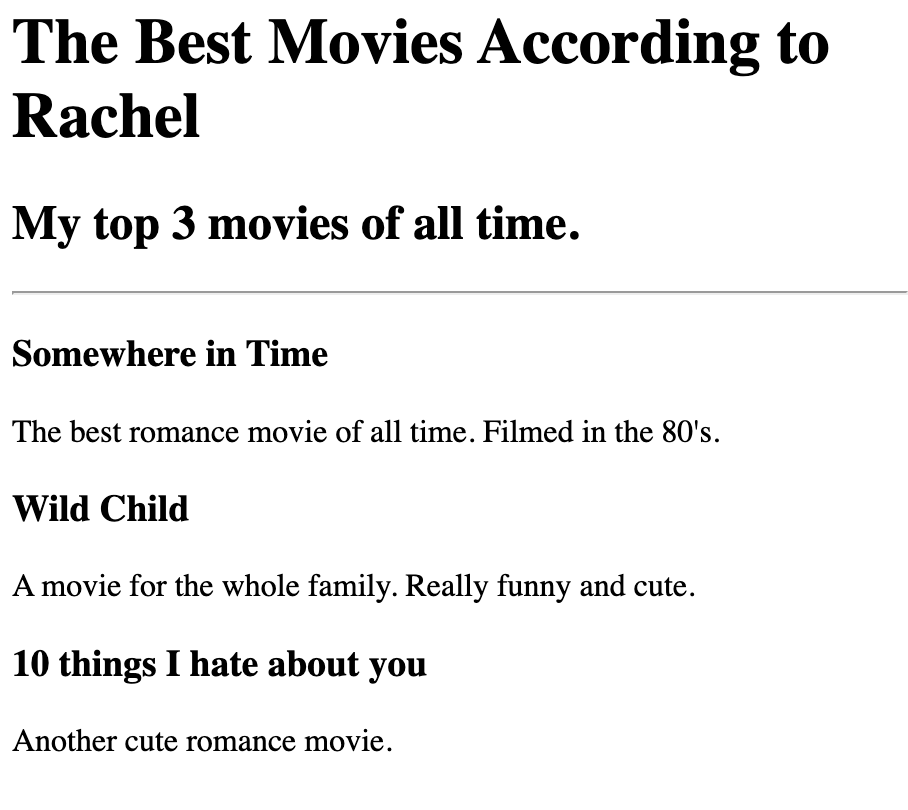 The Best Movies According to
Rachel
My top 3 movies of all time.
Somewhere in Time
The best romance movie of all time. Filmed in the 80's.
Wild Child
A movie for the whole family. Really funny and cute.
10 things I hate about you
Another cute romance movie.